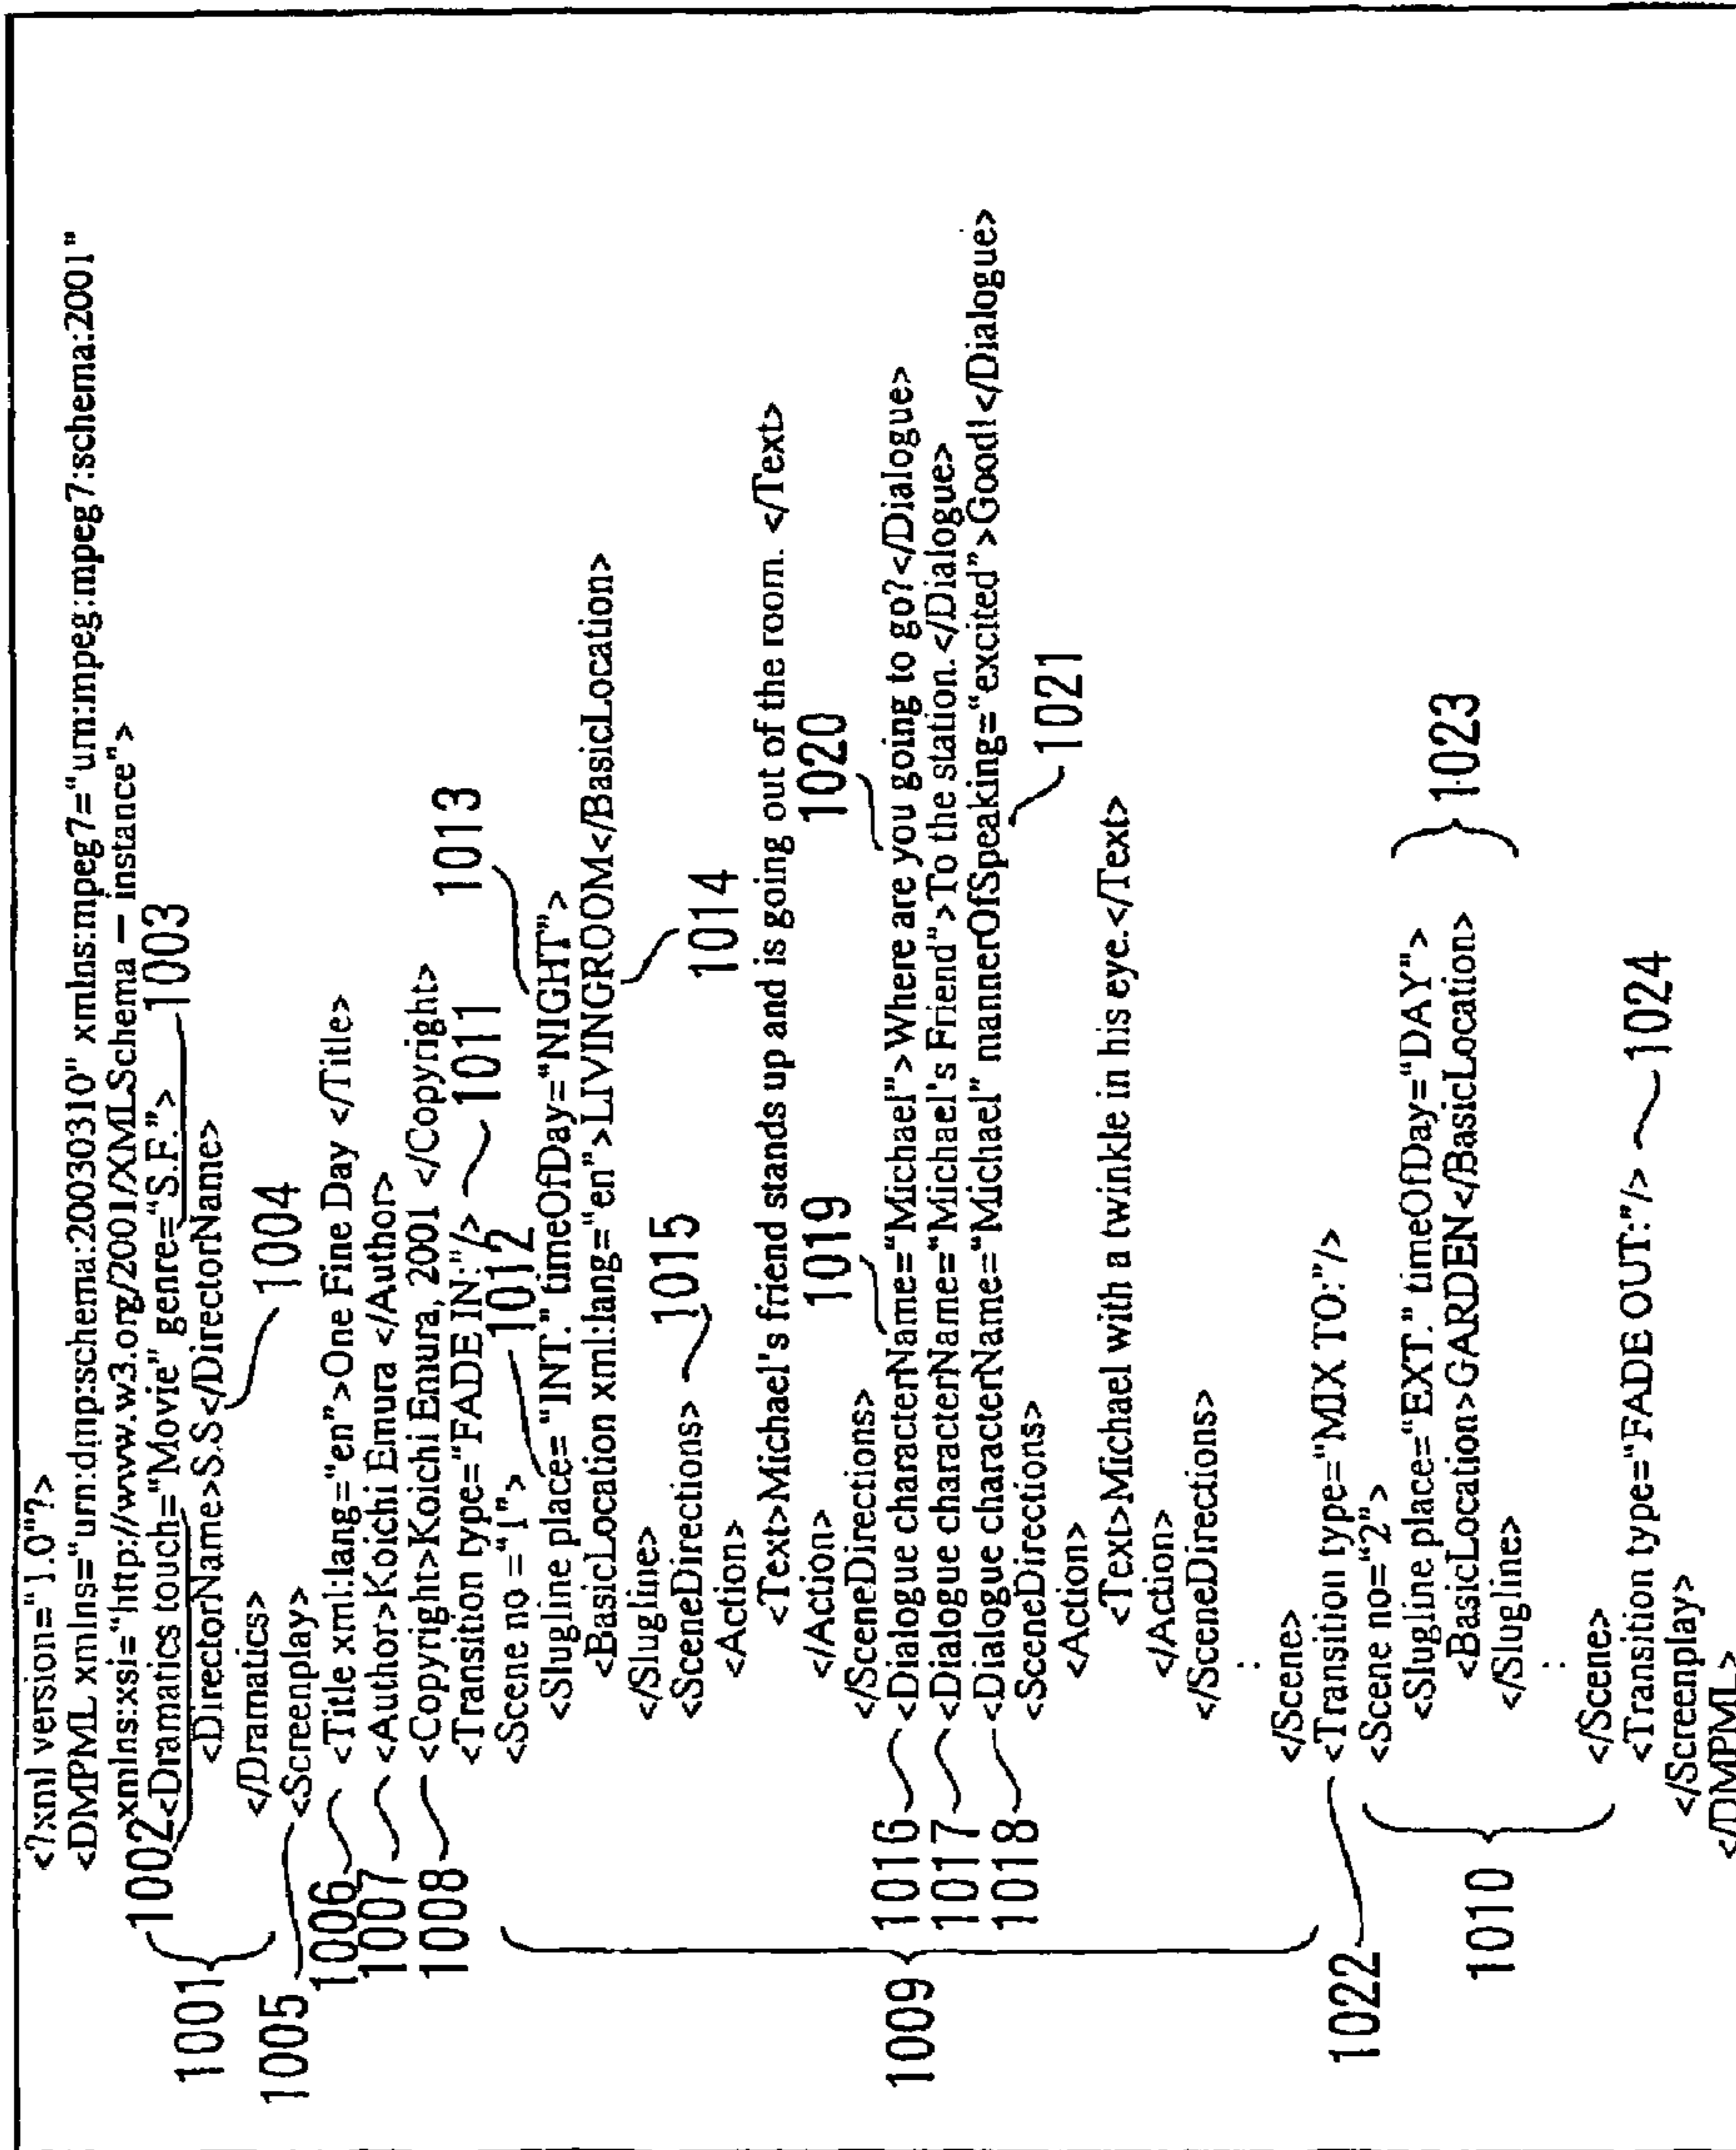 <?xml version="1.0"?>
<DMPML xmlns="urn:dmp:schema:20030310" xmlns:mpeg7="urn:mpeg:mpeg7:schema:2001"
xmlns:xsi="http://www.w3.org/2001/XMLSchema – instance">
1001 1002 <Dramatics touch="Movie" genre="S.F."> 1003
<DirectorName>S.S</DirectorName> 1004
</Dramatics>
1005 <Screenplay>
1006 <Title xml:lang="en">One Fine Day </Title>
1007 <Author>Koichi Emura </Author>
1008 <Copyright>Koichi Emura, 2001 </Copyright>
<Transition type="FADE IN:"/> 1011
<Scene no ="1"> 1012
<Slugline place= "INT." timeOfDay="NIGHT"> 1013
<BasicLocation xml:lang="en">LIVINGROOM</BasicLocation> 1014
</Slugline>
<SceneDirections> 1015
<Action>
<Text>Michael's friend stands up and is going out of the room. </Text>
</Action>
</SceneDirections> 1019 1020
1009 1016 <Dialogue characterName="Michael">Where are you going to go?</Dialogue>
1017 <Dialogue characterName="Michael's Friend">To the station.</Dialogue>
1018 <Dialogue characterName="Michael" mannerOfSpeaking="excited">Good!</Dialogue>
<SceneDirections> 1021
<Action>
<Text>Michael with a twinkle in his eye.</Text>
</Action>
</SceneDirections>
:
</Scene>
1022 <Transition type="MIX TO:"/>
<Scene no="2">
<Slugline place="EXT." timeOfDay="DAY">
1010 <BasicLocation>GARDEN</BasicLocation> 1023
</Slugline>
:
</Scene>
<Transition type="FADE OUT:"/> 1024
</Screenplay>
</DMPML>